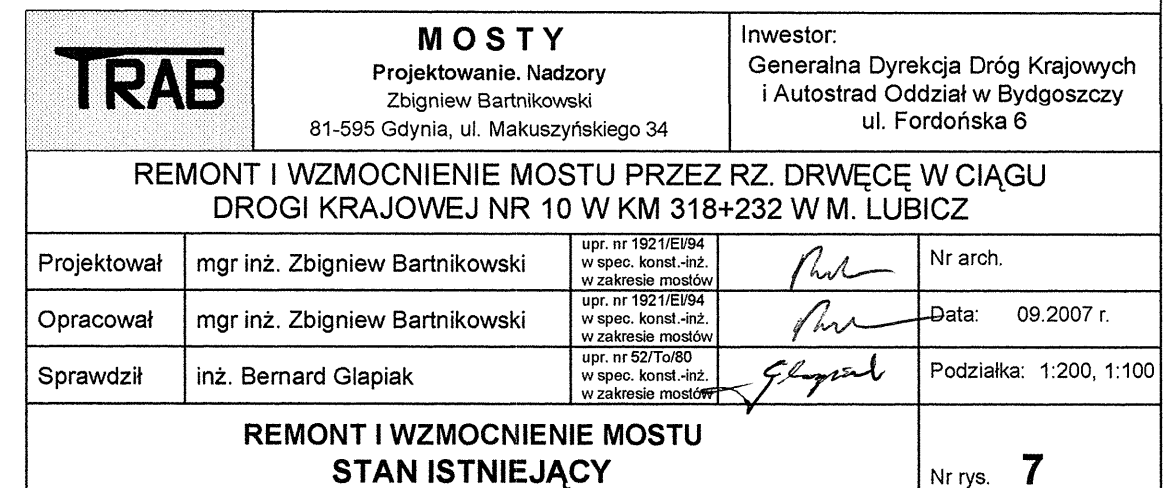 TRAB
MOSTY
Projektowanie. Nadzory
Zbigniew Bartnikowski
81-595 Gdynia, ul. Makuszyńskiego 34
Inwestor:
Generalna Dyrekcja Dróg Krajowych
i Autostrad Oddział w Bydgoszczy
ul. Fordońska 6
REMONT I WZMOCNIENIE MOSTU PRZEZ RZ. DRWĘCĘ W CIĄGU
DROGI KRAJOWEJ NR 10 W KM 318+232 W M. LUBICZ
Projektował
mgr inż. Zbigniew Bartnikowski
upr. nr 1921/El/94
w spec. konst.-inż.
w zakresie mostów
Nr arch.
Opracował
mgr inż. Zbigniew Bartnikowski
upr. nr 1921/El/94
w spec. konst.-inż.
w zakresie mostów
Data: 09.2007 r.
Sprawdził
inż. Bernard Glapiak
upr. nr 52/To/80
w spec. konst.-inż.
w zakresie mostów
Podziałka: 1:200, 1:100
REMONT I WZMOCNIENIE MOSTU
STAN ISTNIEJĄCY
Nr rys. 7